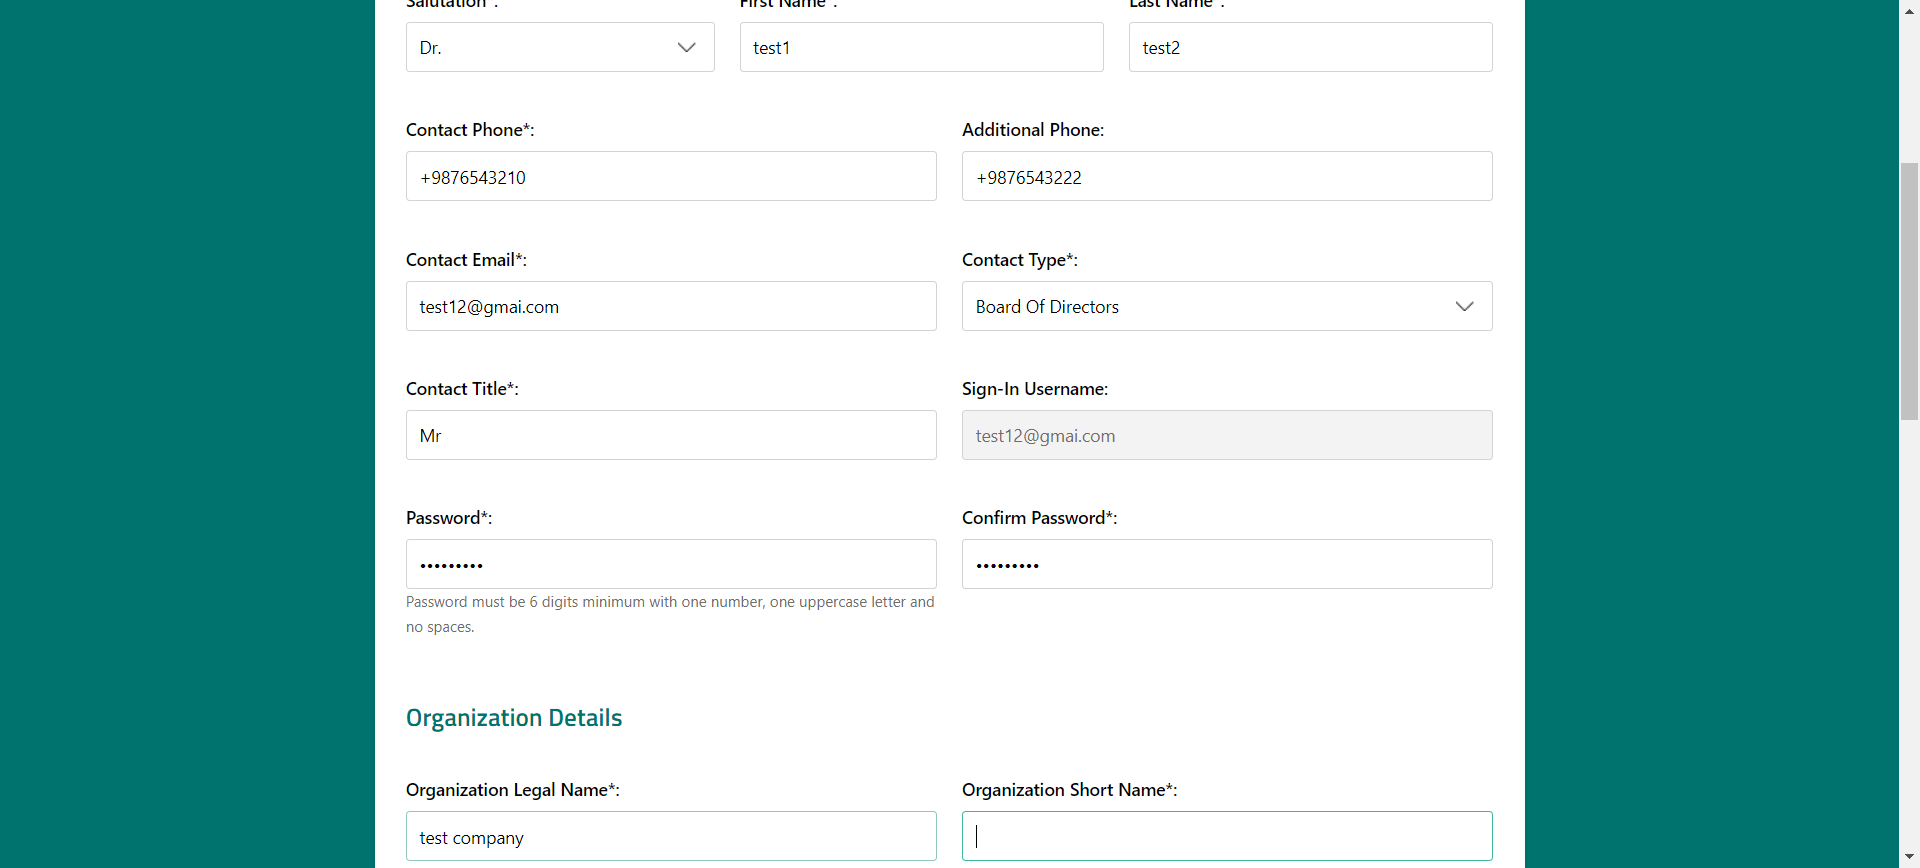 Salutation*: First Name*: Last Name*:
Dr. test1 test2
Contact Phone*: Additional Phone:
+9876543210 +9876543222
Contact Email*: Contact Type*:
test12@gmai.com Board Of Directors
Contact Title*: Sign-In Username:
Mr test12@gmai.com
Password*: Confirm Password*:
••••••••• •••••••••
Password must be 6 digits minimum with one number, one uppercase letter and
no spaces.
Organization Details
Organization Legal Name*: Organization Short Name*:
test company